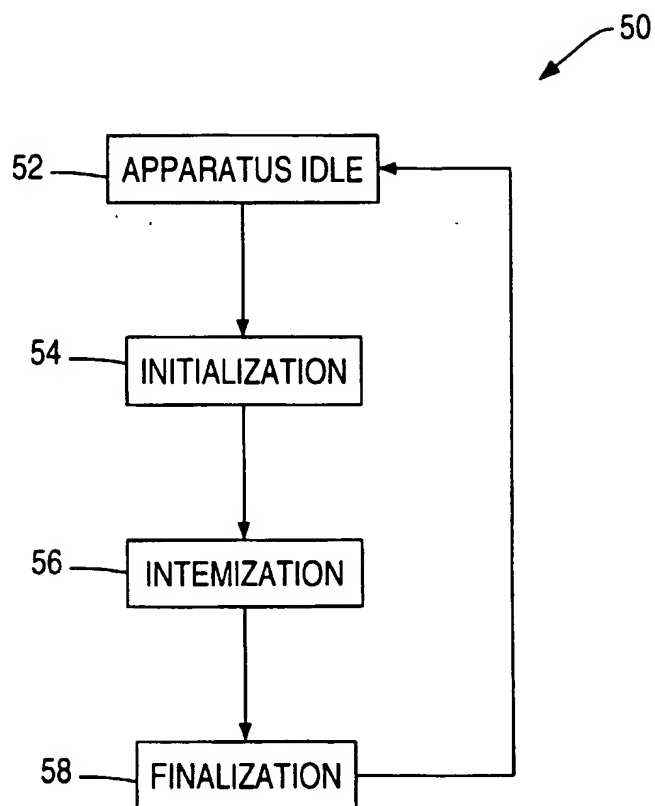 50
52 APPARATUS IDLE
54 INITIALIZATION
56 INTEMIZATION
58 FINALIZATION